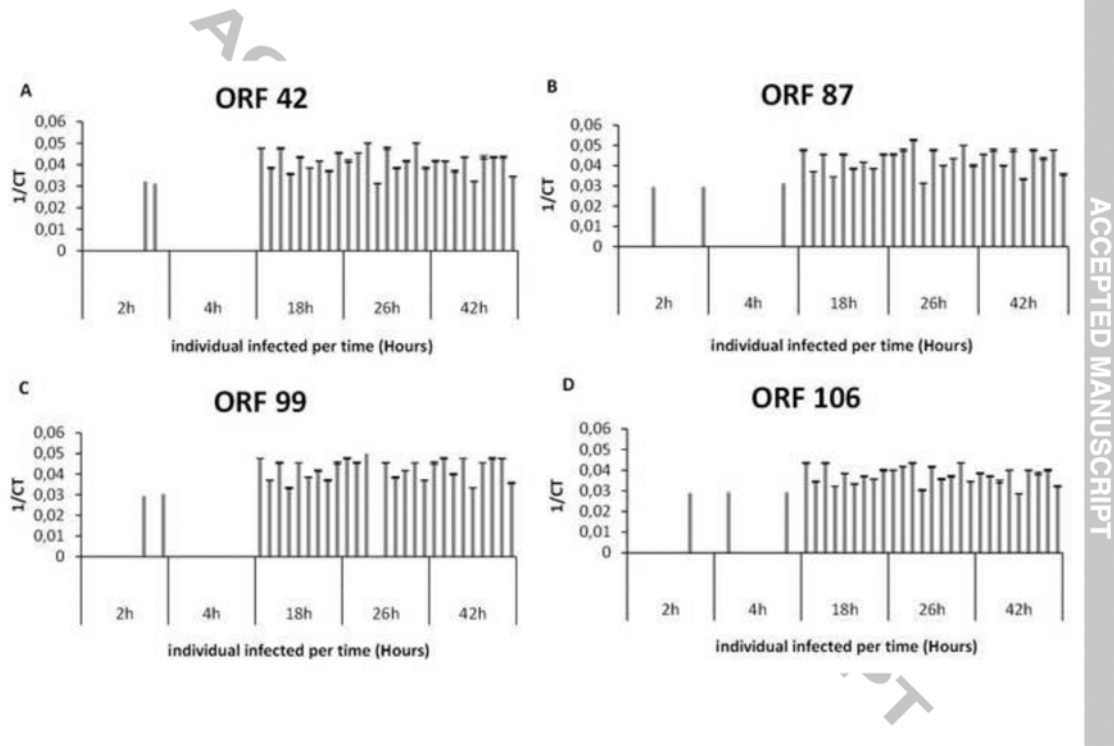 A
ORF 42
0,06
0,05
0,04
0,03
0,02
0,01
0
1/CT
2h 4h 18h 26h 42h
individual infected per time (Hours)
B
ORF 87
0,06
0,05
0,04
0,03
0,02
0,01
0
1/CT
2h 4h 18h 26h 42h
individual infected per time (Hours)
C
ORF 99
0,06
0,05
0,04
0,03
0,02
0,01
0
1/CT
2h 4h 18h 26h 42h
individual infected per time (Hours)
D
ORF 106
0,06
0,05
0,04
0,03
0,02
0,01
0
1/CT
2h 4h 18h 26h 42h
individual infected per time (Hours)
ACCEPTED MANUSCRIPT